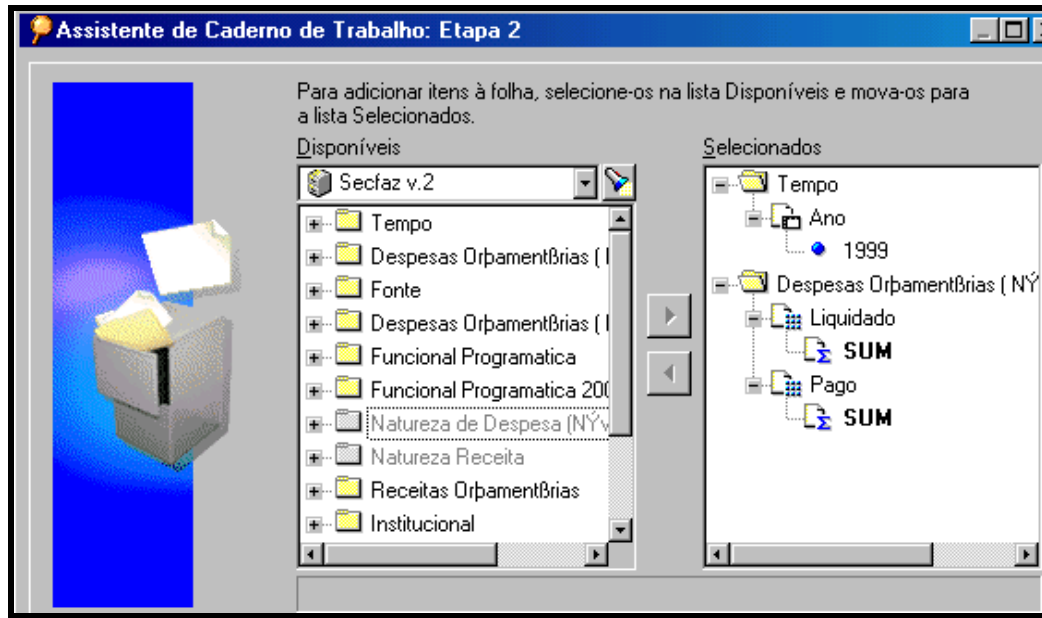 Assistente de Caderno de Trabalho: Etapa 2
Para adicionar itens à folha, selecione-os na lista Disponíveis e mova-os para
a lista Selecionados.
Disponíveis
Secfaz v.2
Tempo
Despesas OrþamentßriAs (
Fonte
Despesas Orþamentßrias (
Funcional Programatica
Funcional Programatica 200
Natureza de Despesa (NÝv
Natureza Receita
Receitas Orþamentßrias
Institucional
Selecionados
Tempo
Ano
1999
Despesas Orþamentßrias ( NÝ
Liquidado
SUM
Pago
SUM